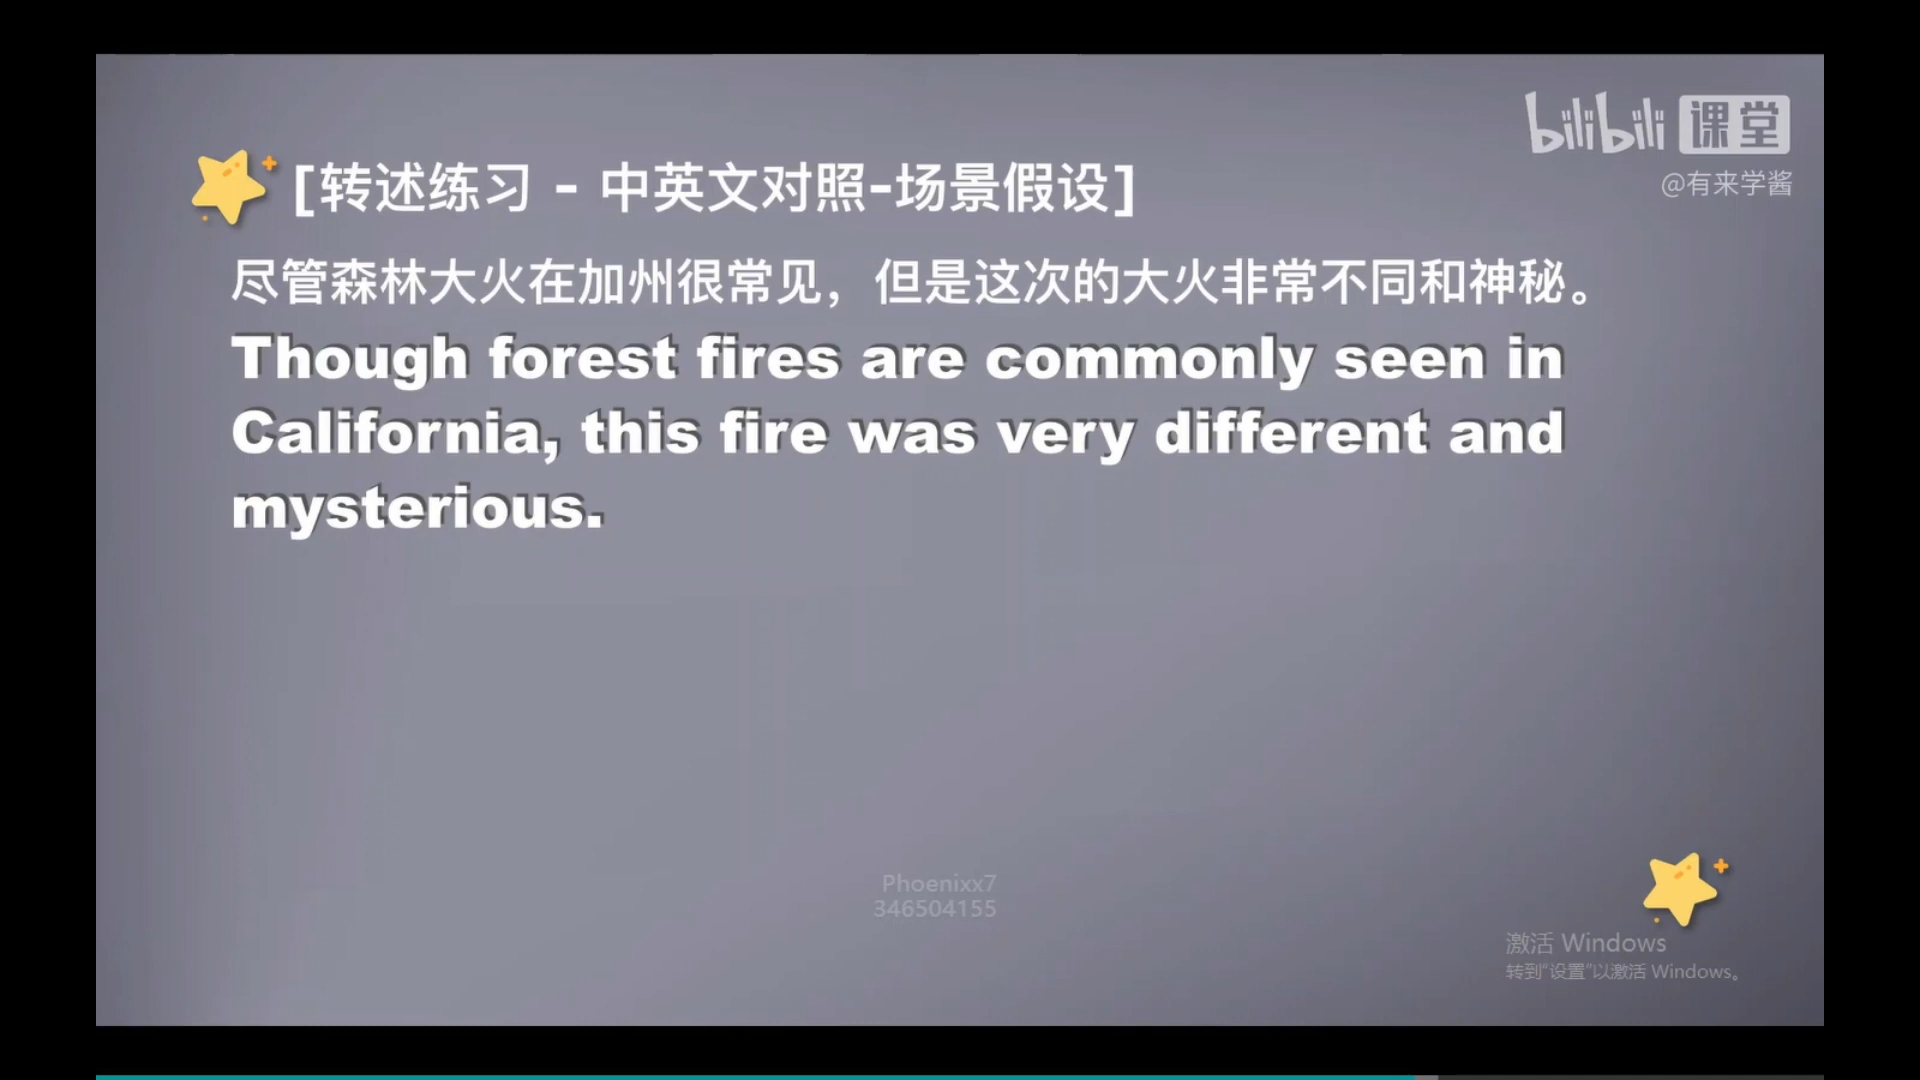 bilibili 课堂
@有来学酱
[转述练习 - 中英文对照-场景假设]
尽管森林大火在加州很常见，但是这次的大火非常不同和神秘。
Though forest fires are commonly seen in
California, this fire was very different and
mysterious.
Phoenixx7
346504155
激活 Windows
转到“设置”以激活 Windows。